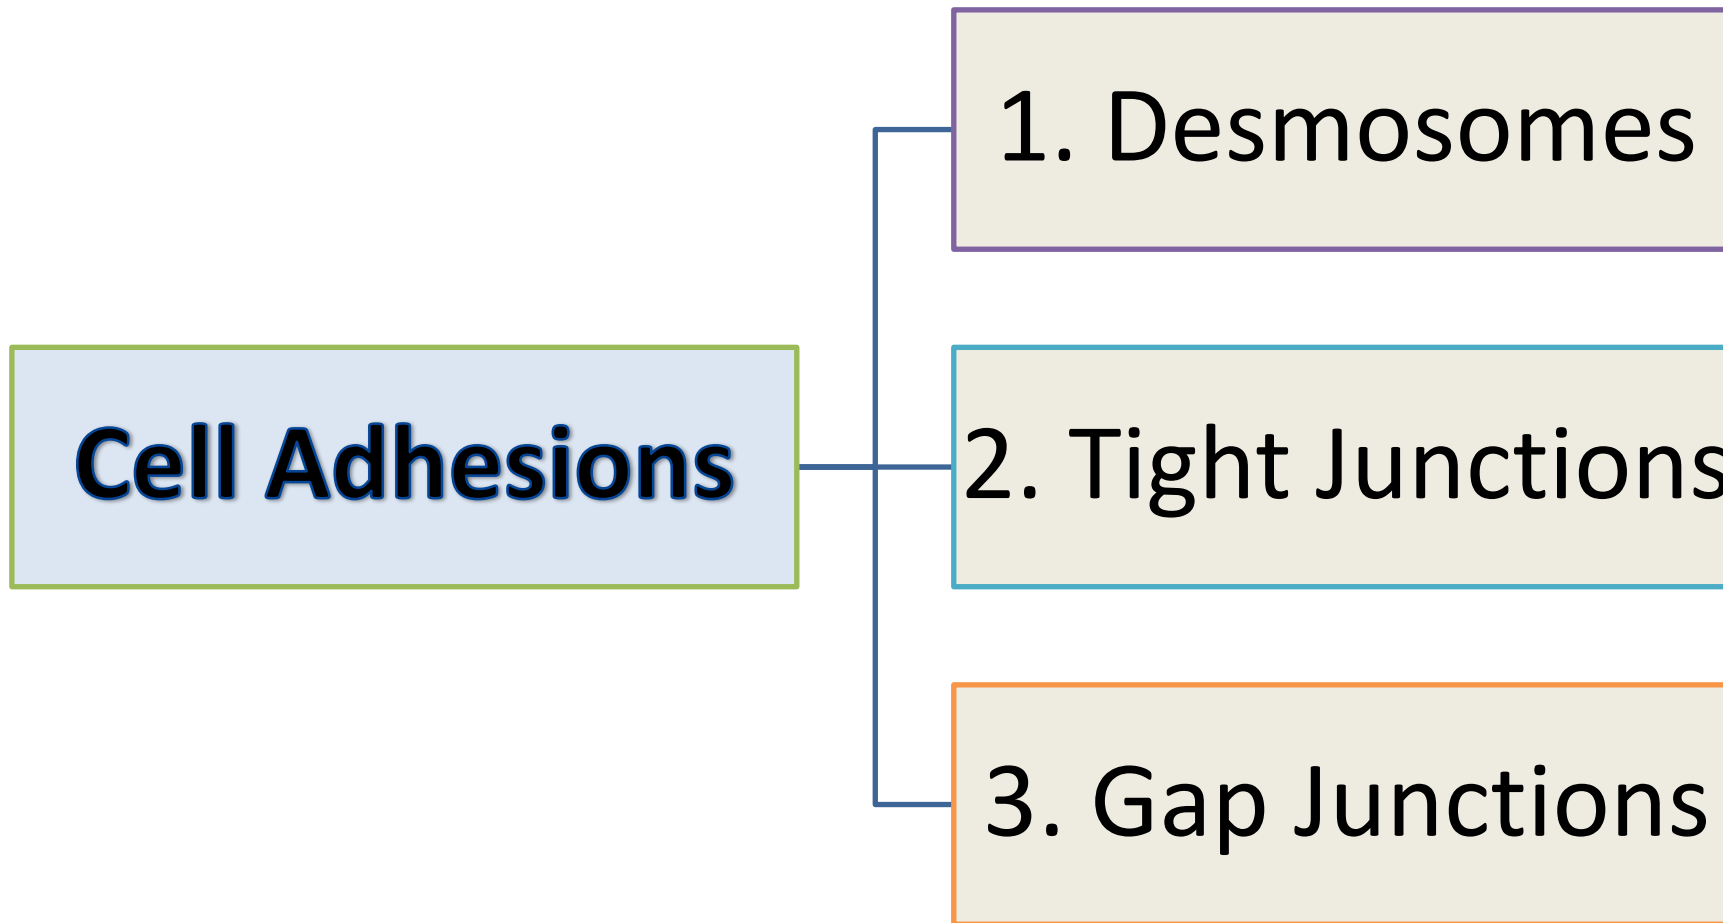 Cell Adhesions
1. Desmosomes
2. Tight Junctions
3. Gap Junctions